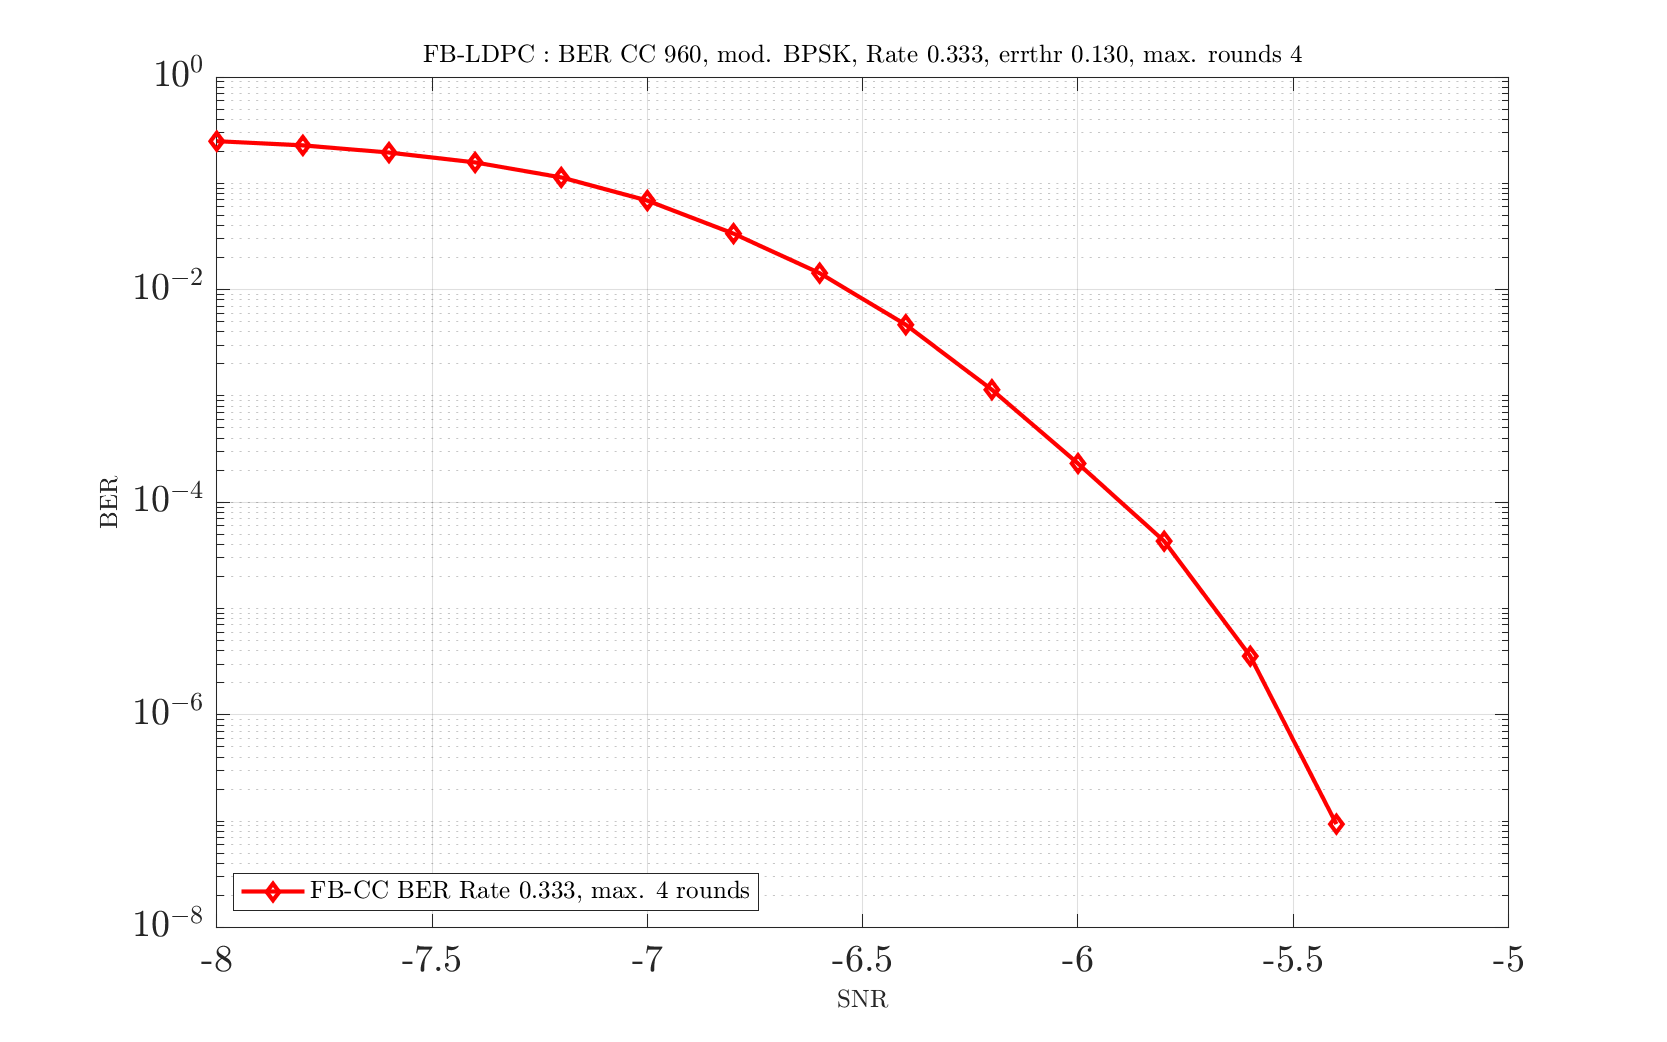 FB-LDPC : BER CC 960, mod. BPSK, Rate 0.333, errthr 0.130, max. rounds 4
10^0
10^-2
10^-4
10^-6
10^-8
BER
FB-CC BER Rate 0.333, max. 4 rounds
-8 -7.5 -7 -6.5 -6 -5.5 -5
SNR